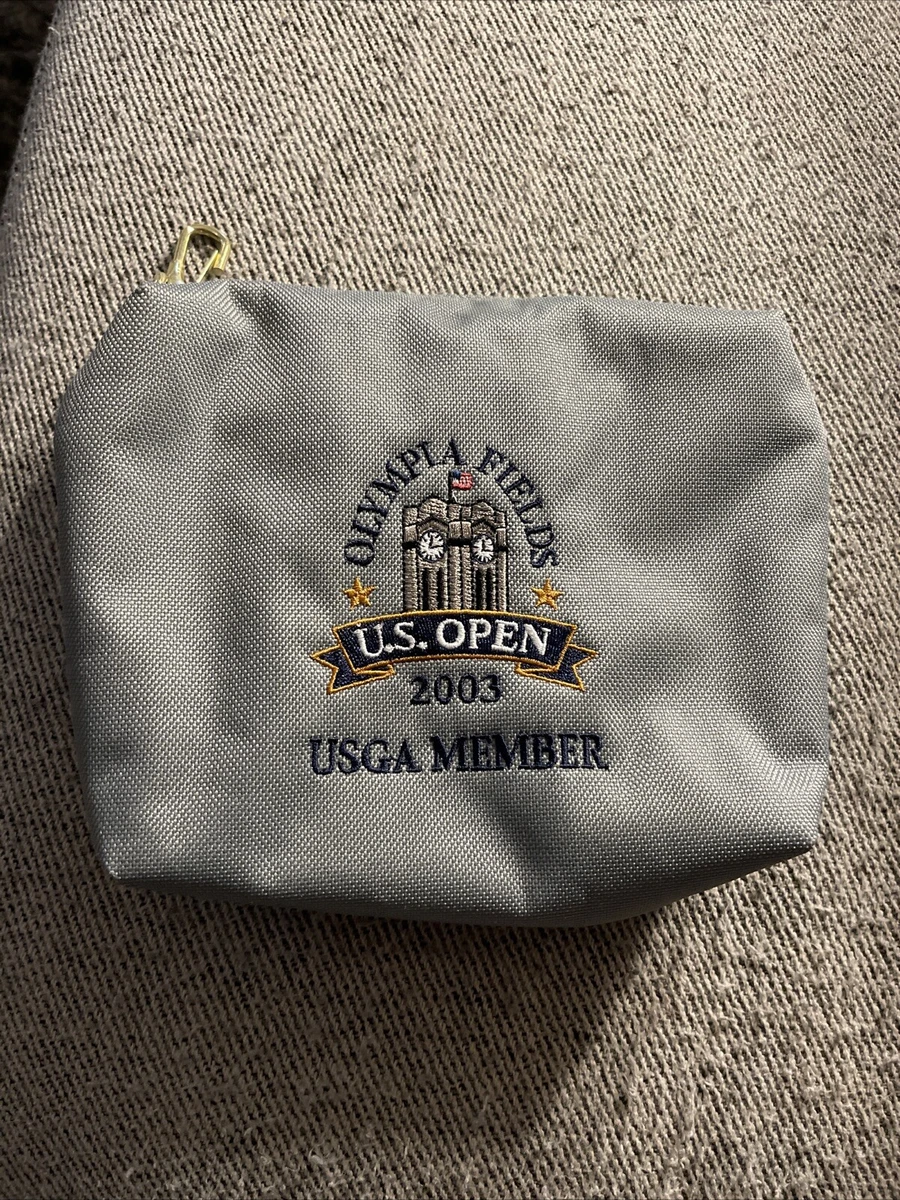 OLYMPIA FIELDS
U.S. OPEN
2003
USGA MEMBER